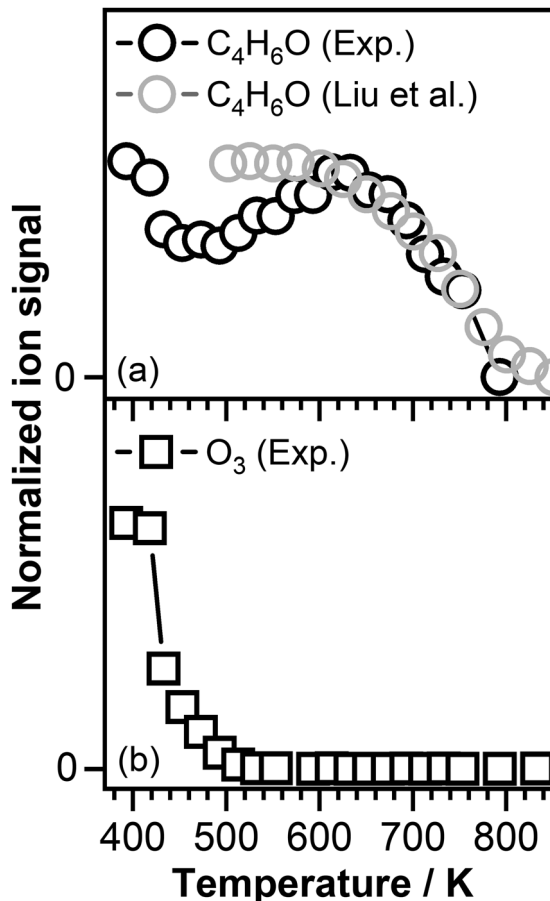 C₄H₆O (Exp.)
C₄H₆O (Liu et al.)
Normalized ion signal
0
(a)
O₃ (Exp.)
0
(b)
400 500 600 700 800
Temperature / K